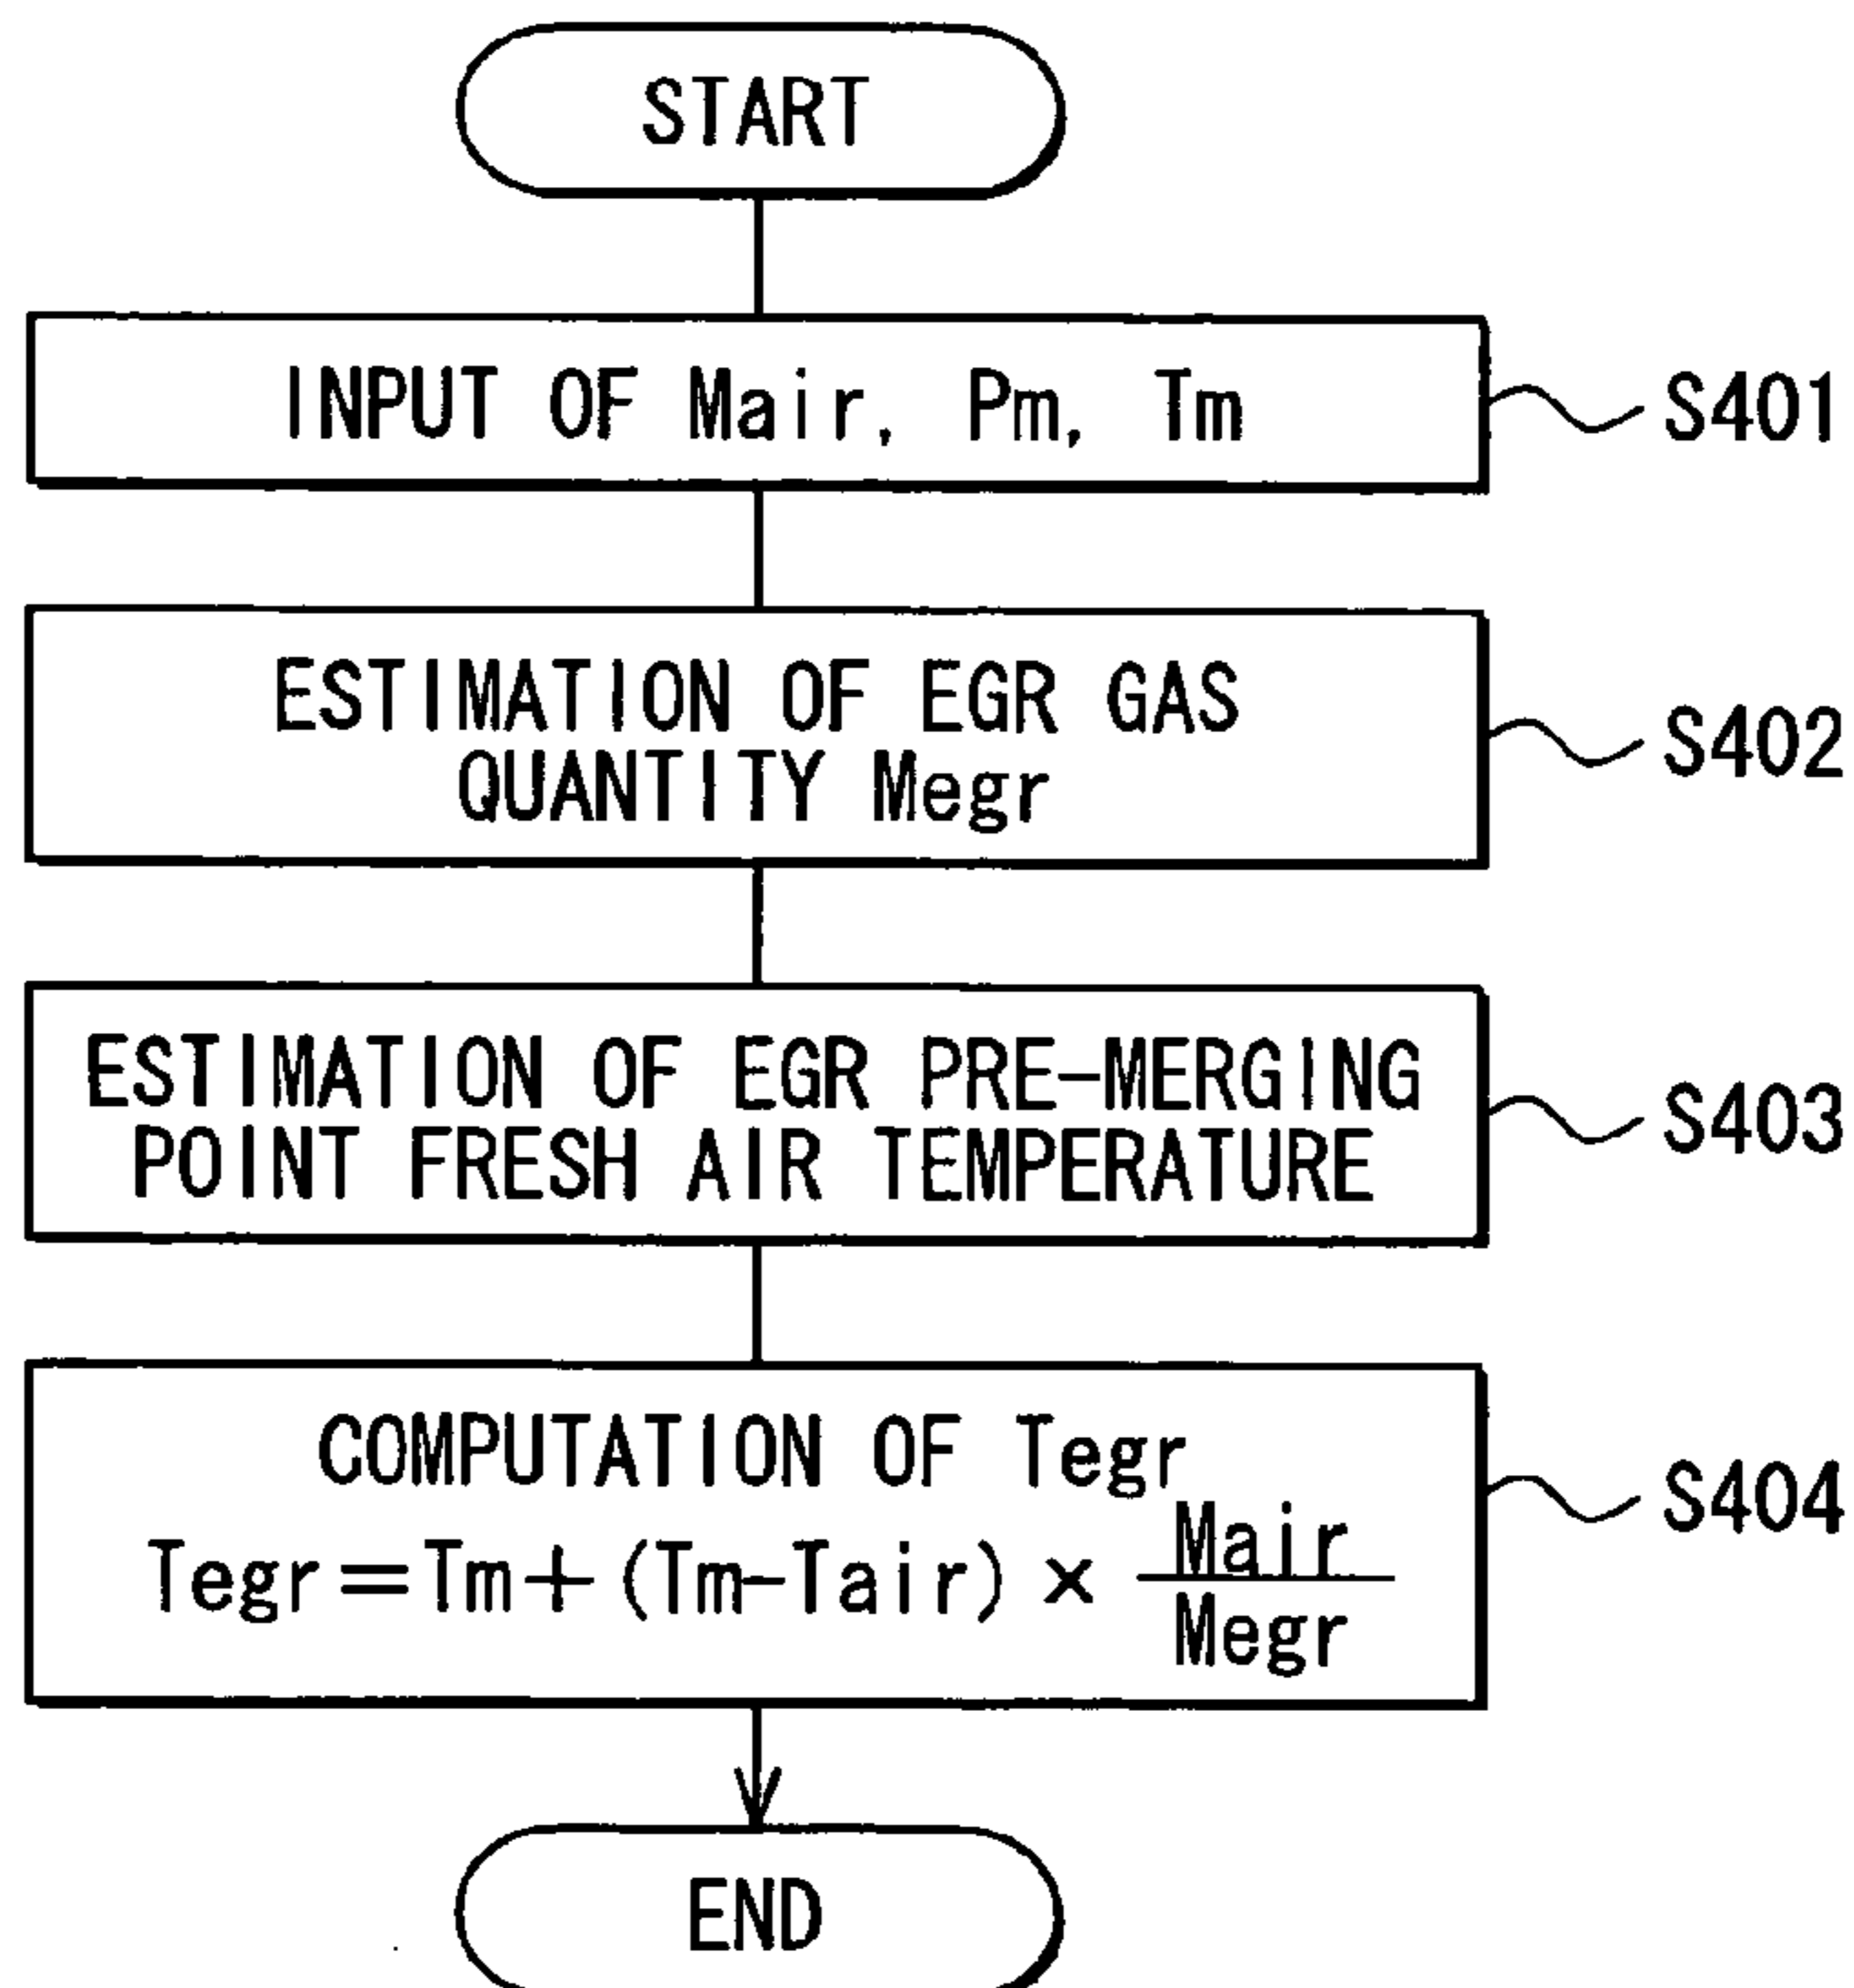 START
INPUT OF Mair, Pm, Tm
S401
ESTIMATION OF EGR GAS
QUANTITY Megr
S402
ESTIMATION OF EGR PRE-MERGING
POINT FRESH AIR TEMPERATURE
S403
COMPUTATION OF Tegr
Tegr=Tm+(Tm-Tair)×Mair/Megr
S404
END